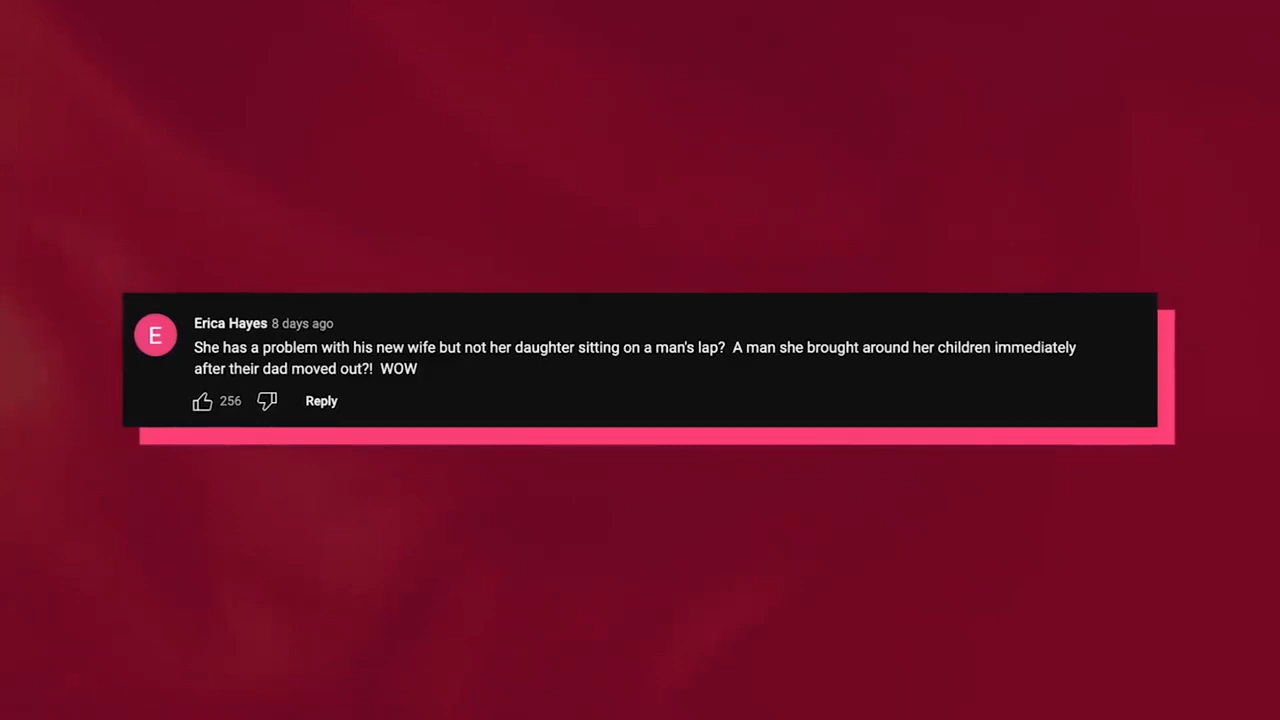 E
Erica Hayes 8 days ago
She has a problem with his new wife but not her daughter sitting on a man's lap?  A man she brought around her children immediately
after their dad moved out?!  WOW
256
Reply